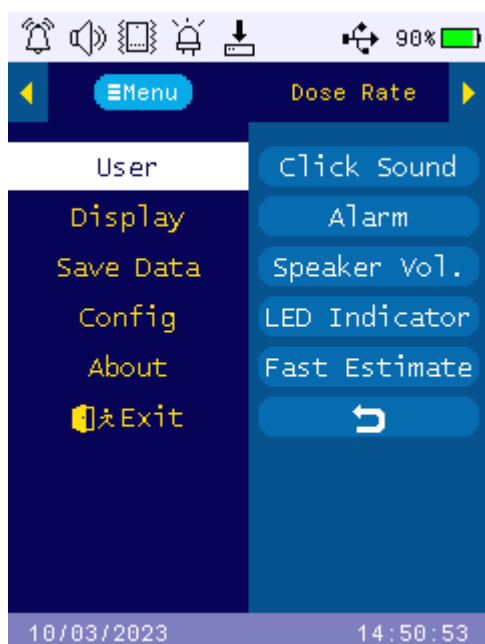 90%
Menu Dose Rate
User Click Sound
Display Alarm
Save Data Speaker Vol.
Config LED Indicator
About Fast Estimate
Exit
10/03/2023 14:50:53